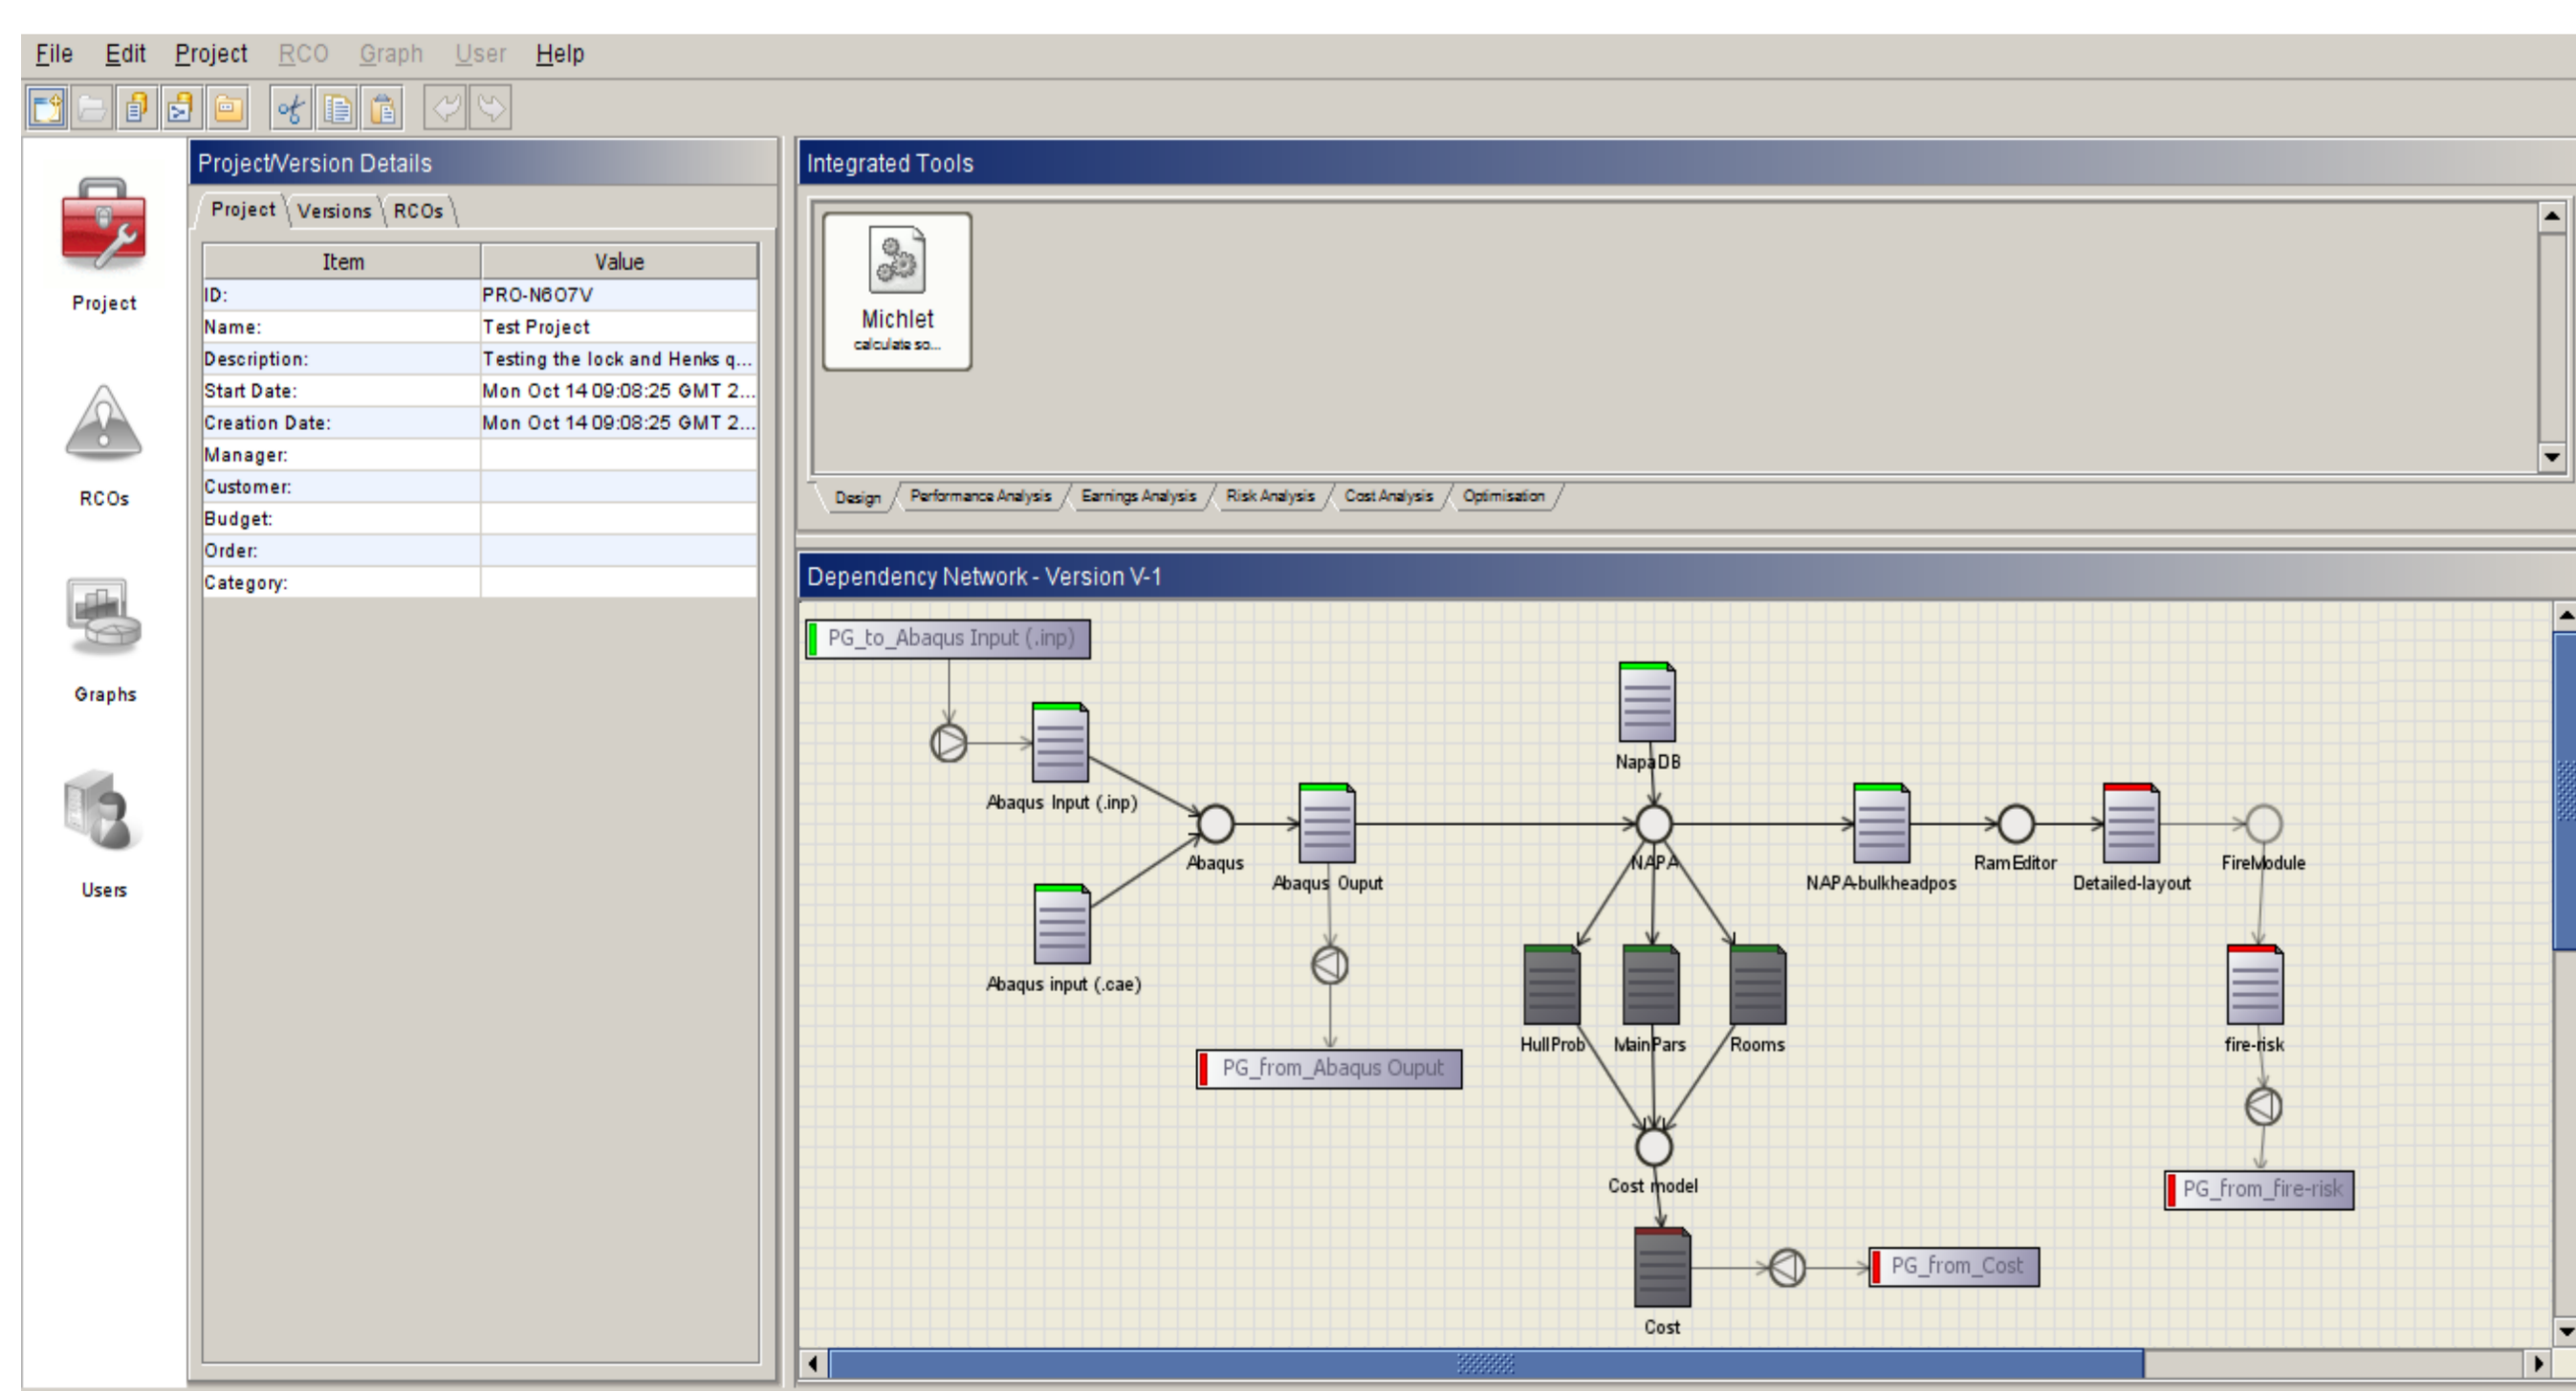 File Edit Project RCO Graph User Help
Project/Version Details
Project Versions RCOs
Item Value
ID: PRO-N6O7V
Name: Test Project
Description: Testing the lock and Henks q...
Start Date: Mon Oct 14 09:08:25 GMT 2...
Creation Date: Mon Oct 14 09:08:25 GMT 2...
Manager:
Customer:
Budget:
Order:
Category:
Project
RCOs
Graphs
Users
Integrated Tools
Michlet
calculate so...
Design Performance Analysis Earnings Analysis Risk Analysis Cost Analysis Optimisation
Dependency Network - Version V-1
PG_to_Abaqus Input (.inp)
NapaDB
Abaqus Input (.inp)
Abaqus
Abaqus Ouput
NAPA
NAPA-bulkheadpos
RamEditor
Detailed-layout
FireModule
Abaqus input (.cae)
HullProb
MainPars
Rooms
fire-risk
PG_from_Abaqus Ouput
Cost model
PG_from_fire-risk
PG_from_Cost
Cost